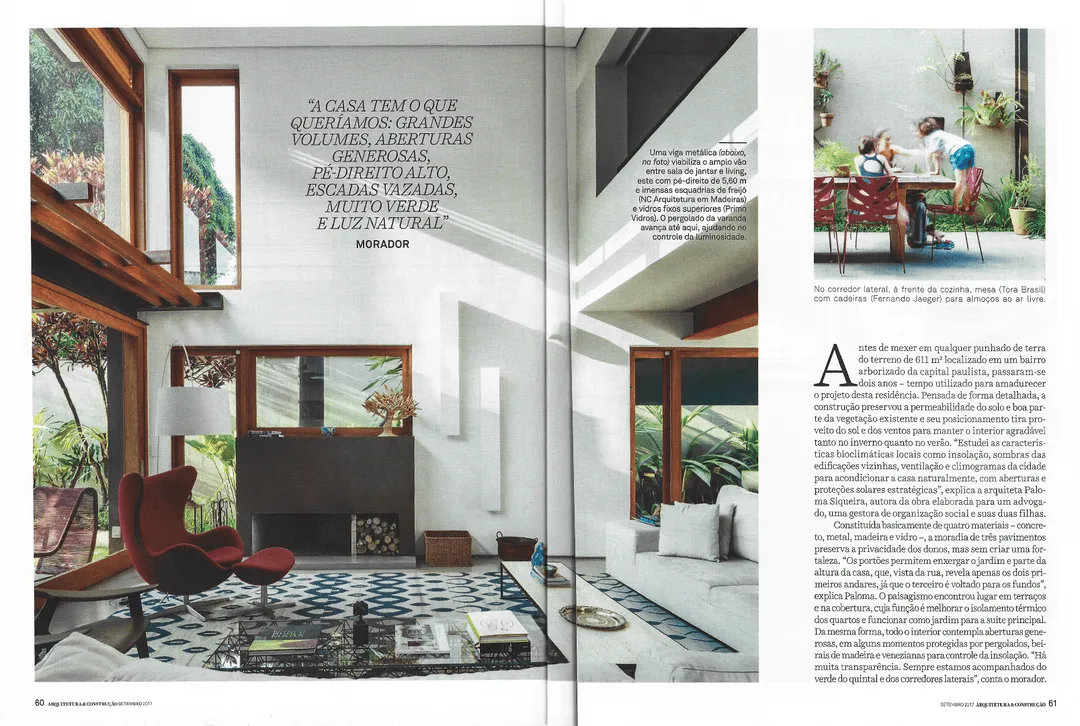 “A CASA TEM O QUE
QUERÍAMOS: GRANDES
VOLUMES, ABERTURAS
GENEROSAS,
PÉ-DIREITO ALTO,
ESCADAS VAZADAS,
MUITO VERDE
E LUZ NATURAL”
MORADOR
Uma viga metálica (abaixo,
na foto) viabiliza o amplo vão
entre sala de jantar e living,
este com pé-direito de 5,60 m
e imensas esquadrias de freijó
(NC Arquitetura em Madeiras)
e vidros fixos superiores (Primo
Vidros). O pergolado da varanda
avança até aqui, ajudando no
controle da luminosidade.
No corredor lateral, à frente da cozinha, mesa (Tora Brasil)
com cadeiras (Fernando Jaeger) para almoços ao ar livre.
Antes de mexer em qualquer punhado de terra
do terreno de 611 m² localizado em um bairro
arborizado da capital paulista, passaram-se
dois anos – tempo utilizado para amadurecer
o projeto desta residência. Pensada de forma detalhada, a
construção preservou a permeabilidade do solo e boa par-
te da vegetação existente e seu posicionamento tira pro-
veito do sol e dos ventos para manter o interior agradável
tanto no inverno quanto no verão. “Estudei as caracterís-
ticas bioclimáticas locais como insolação, sombras das
edificações vizinhas, ventilação e climogramas da cidade
para acondicionar a casa naturalmente, com aberturas e
proteções solares estratégicas”, explica a arquiteta Palo-
ma Siqueira, autora da obra elaborada para um advoga-
do, uma gestora de organização social e suas duas filhas.
Constituída basicamente de quatro materiais – concre-
to, metal, madeira e vidro –, a moradia de três pavimentos
preserva a privacidade dos donos, mas sem criar uma for-
taleza. “Os portões permitem enxergar o jardim e parte da
altura da casa, que, vista da rua, revela apenas os dois pri-
meiros andares, já que o terceiro é voltado para os fundos”,
explica Paloma. O paisagismo encontrou lugar em terraços
e na cobertura, cuja função é melhorar o isolamento térmico
dos quartos e funcionar como jardim para a suíte principal.
Da mesma forma, todo o interior contempla aberturas gene-
rosas, em alguns momentos protegidas por pergolados, bei-
rais de madeira e venezianas para controle da insolação. “Há
muita transparência. Sempre estamos acompanhados do
verde do quintal e dos corredores laterais”, conta o morador.
60 ARQUITETURA & CONSTRUÇÃO SETEMBRO 2017
SETEMBRO 2017 ARQUITETURA & CONSTRUÇÃO 61